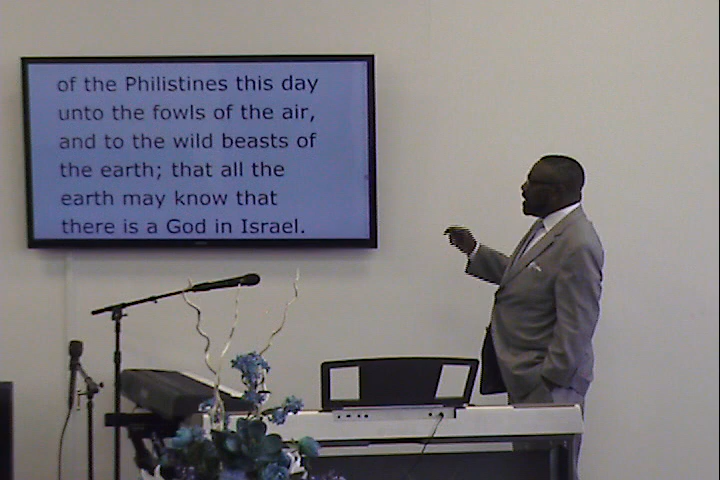 of the Philistines this day
unto the fowls of the air,
and to the wild beasts of
the earth; that all the
earth may know that
there is a God in Israel.